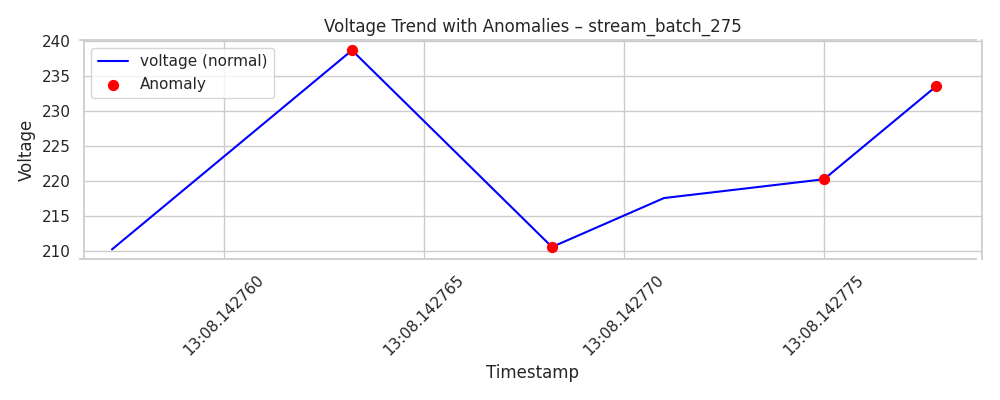 Voltage Trend with Anomalies – stream_batch_275
voltage (normal)
Anomaly
Voltage
240
235
230
225
220
215
210
13:08.142760
13:08.142765
13:08.142770
13:08.142775
Timestamp